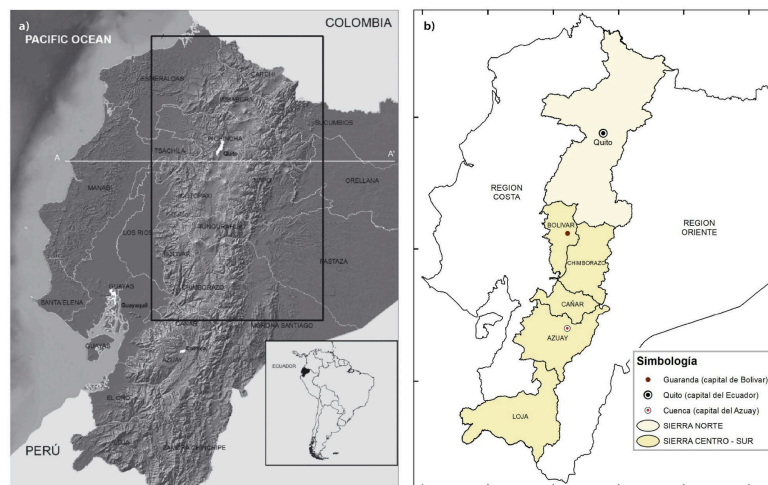 a)
COLOMBIA
PACIFIC OCEAN
ESMERALDAS
CARCHI
IMBABURA
SUCUMBIOS
PICHINCHA
Quito
TSACHILA
A
A'
NAPO
ORELLANA
MANABI
COTOPAXI
LOS RIOS
TUNGURAHUA
BOLIVAR
PASTAZA
GUAYAS
CHIMBORAZO
SANTA ELENA
Guayaquil
MORONA SANTIAGO
CAÑAR
GUAYAS
AZUAY
EL ORO
LOJA
ZAMORA CHINCHIPE
PERÚ
ECUADOR
b)
Quito
REGION
COSTA
REGION
ORIENTE
BOLIVAR
CHIMBORAZO
CAÑAR
AZUAY
LOJA
Simbología
Guaranda (capital de Bolivar)
Quito (capital del Ecuador)
Cuenca (capital del Azuay)
SIERRA NORTE
SIERRA CENTRO - SUR